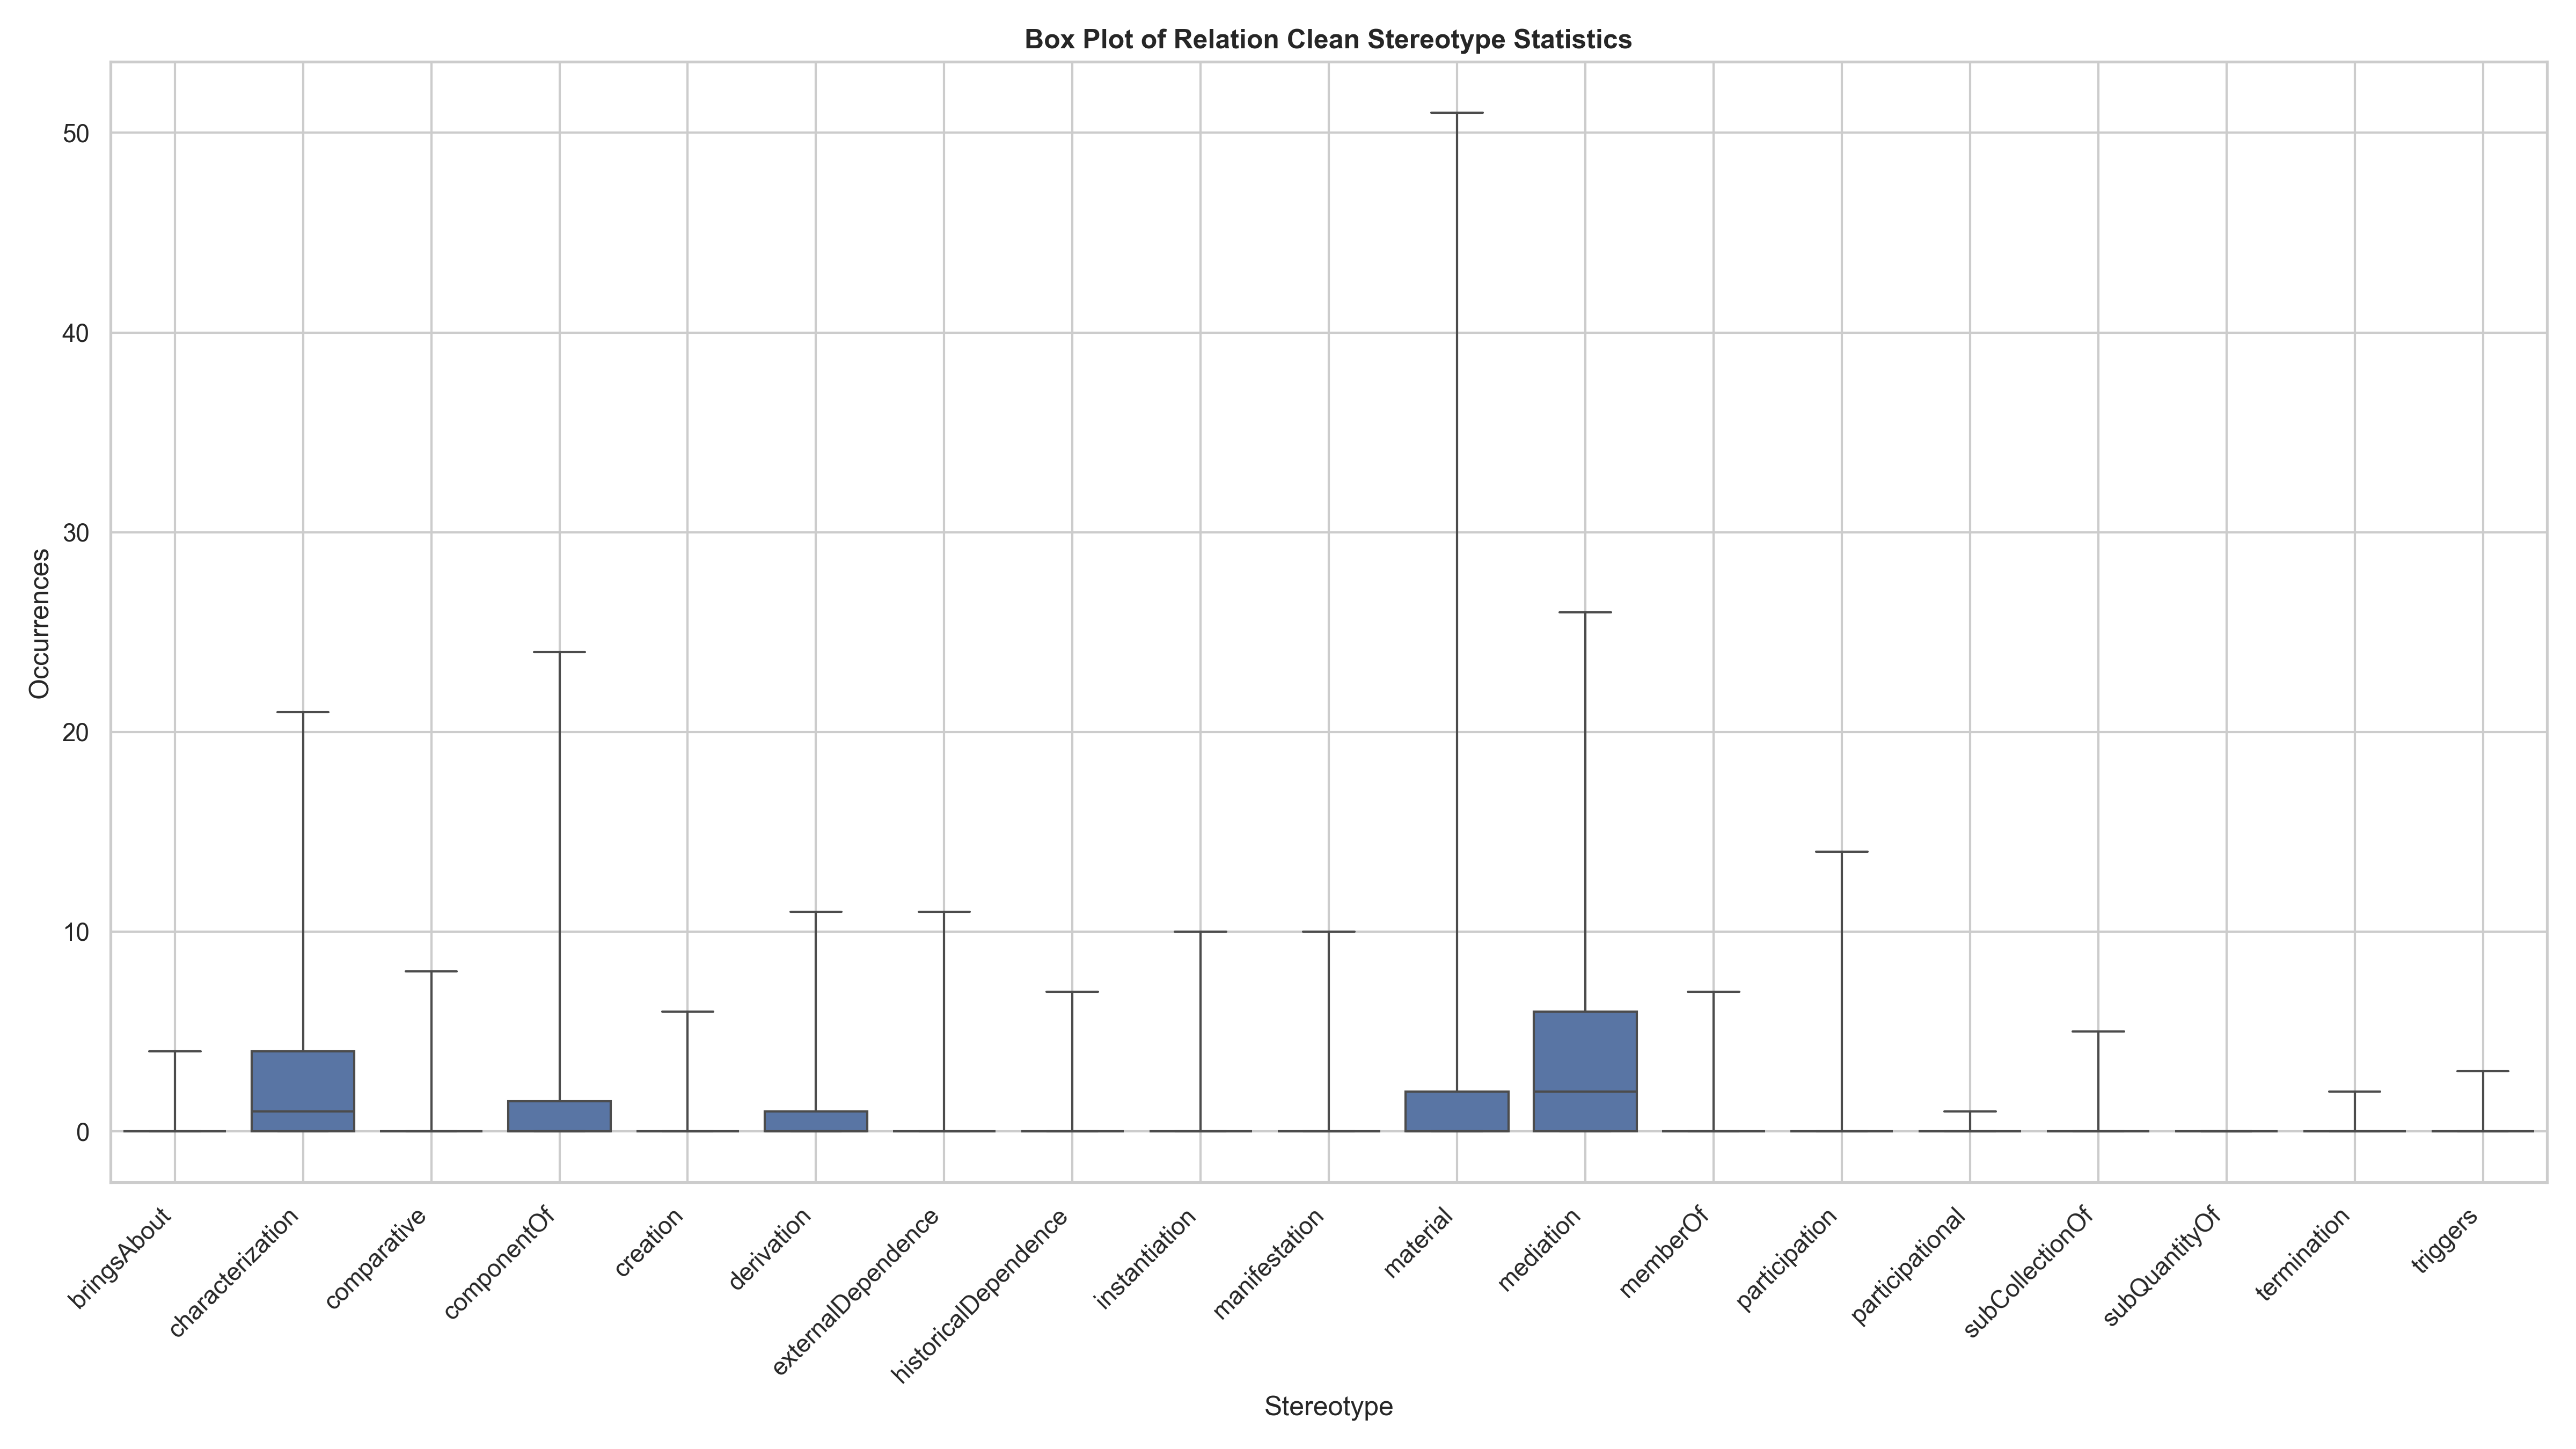 Box Plot of Relation Clean Stereotype Statistics
Occurrences
50
40
30
20
10
0
bringsAbout
characterization
comparative
componentOf
creation
derivation
externalDependence
historicalDependence
instantiation
manifestation
material
mediation
memberOf
participation
participational
subCollectionOf
subQuantityOf
termination
triggers
Stereotype